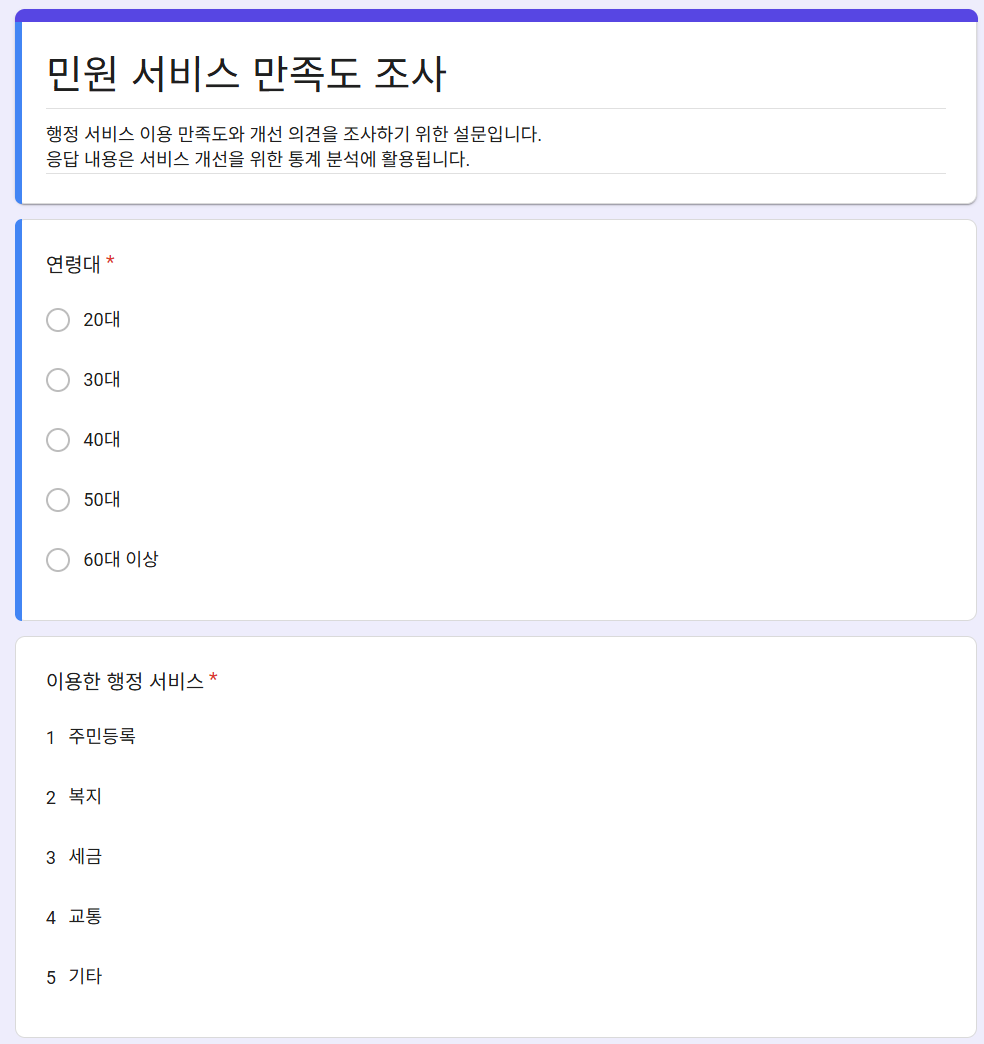 민원 서비스 만족도 조사
행정 서비스 이용 만족도와 개선 의견을 조사하기 위한 설문입니다.
응답 내용은 서비스 개선을 위한 통계 분석에 활용됩니다.
연령대 *
20대
30대
40대
50대
60대 이상
이용한 행정 서비스 *
1 주민등록
2 복지
3 세금
4 교통
5 기타